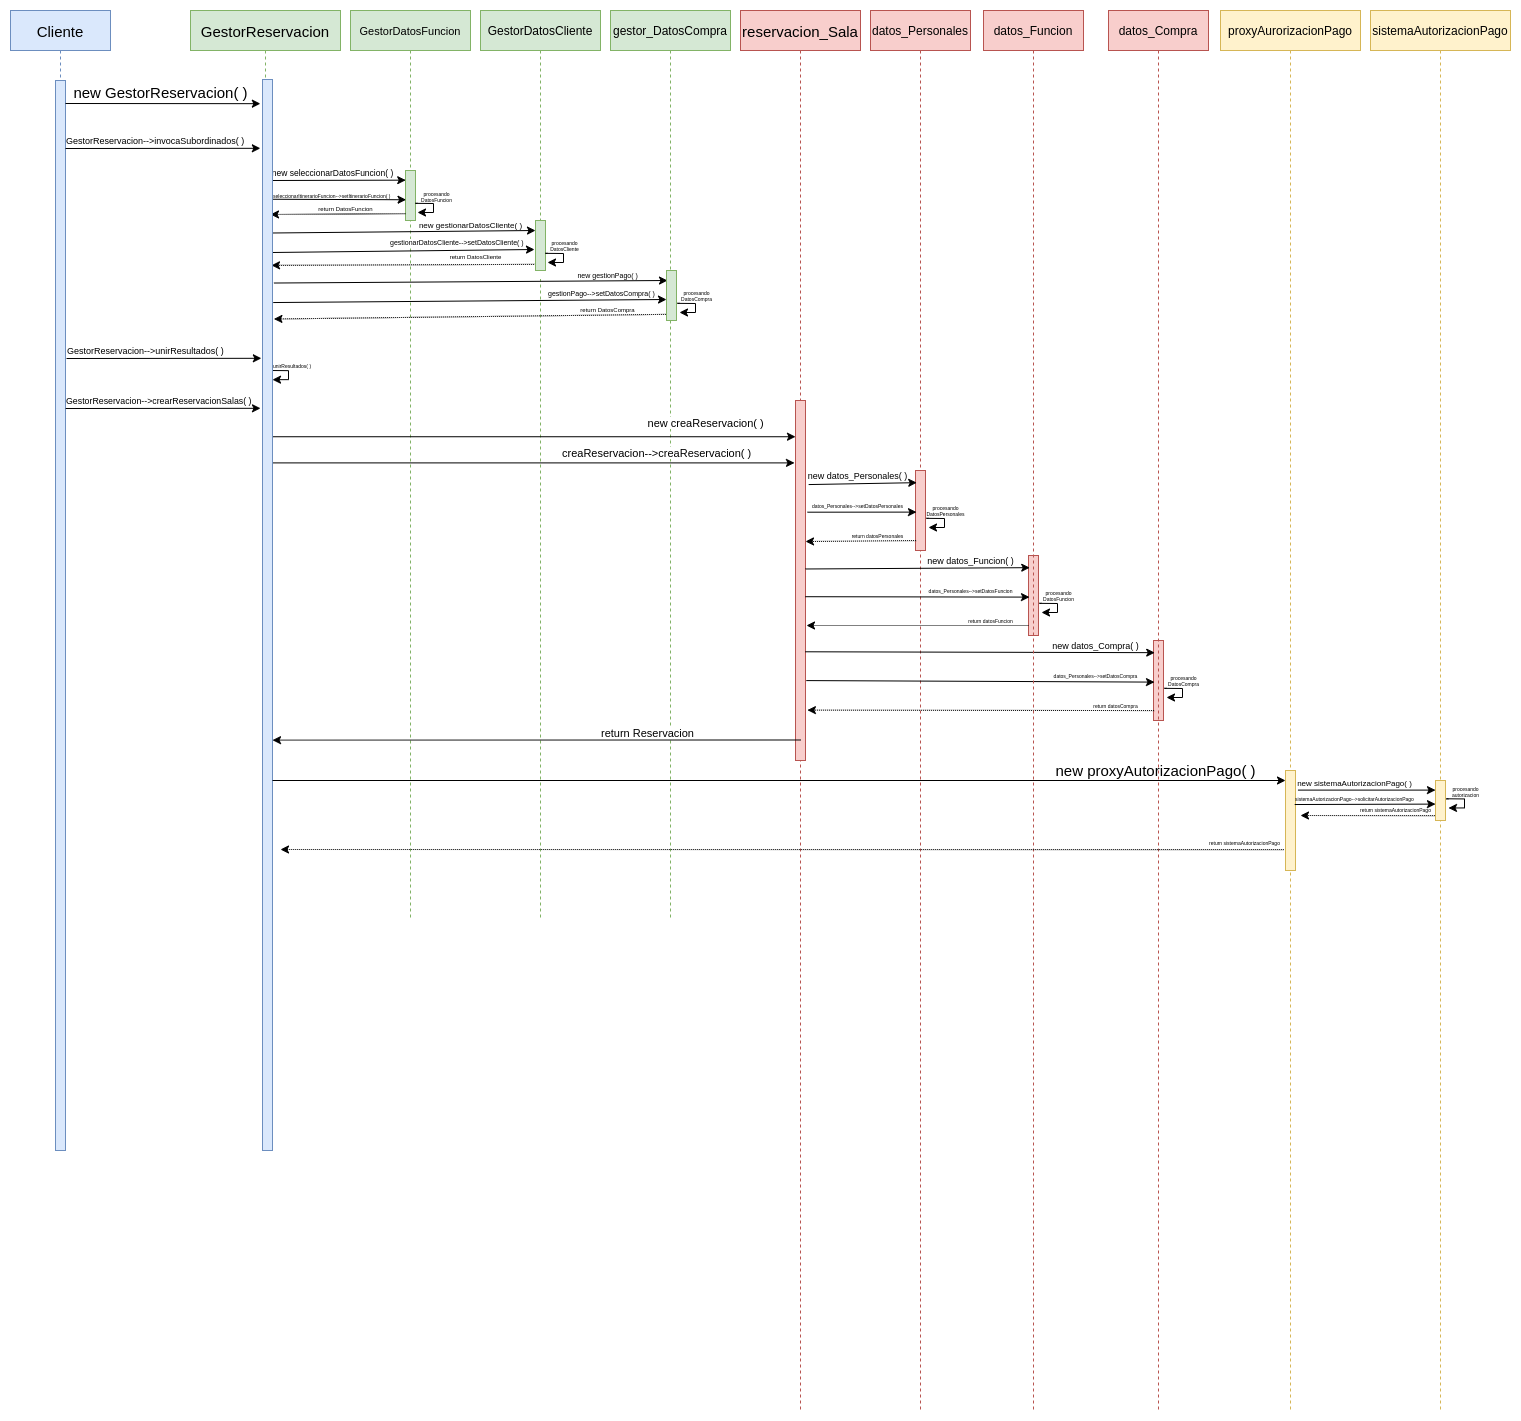 Cliente
GestorReservacion
GestorDatosFuncion
GestorDatosCliente
gestor_DatosCompra
reservacion_Sala
datos_Personales
datos_Funcion
datos_Compra
proxyAurorizacionPago
sistemaAutorizacionPago
new GestorReservacion( )
GestorReservacion-->invocaSubordinados( )
new seleccionarDatosFuncion( )
seleccionarItinerarioFuncion-->setItinerarioFuncion( )
procesando
DatosFuncion
return DatosFuncion
new gestionarDatosCliente( )
gestionarDatosCliente-->setDatosCliente( )
procesando
DatosCliente
return DatosCliente
new gestionPago( )
gestionPago-->setDatosCompra( )
procesando
DatosCompra
return DatosCompra
GestorReservacion-->unirResultados( )
unirResultados( )
GestorReservacion-->crearReservacionSalas( )
new creaReservacion( )
creaReservacion-->creaReservacion( )
new datos_Personales( )
datos_Personales-->setDatosPersonales
procesando
DatosPersonales
return datosPersonales
new datos_Funcion( )
datos_Personales-->setDatosFuncion
procesando
DatosFuncion
return datosFuncion
new datos_Compra( )
datos_Personales-->setDatosCompra
procesando
DatosCompra
return datosCompra
return Reservacion
new proxyAutorizacionPago( )
new sistemaAutorizacionPago( )
procesando
autorizacion
sistemaAutorizacionPago-->solicitarAutorizacionPago
return sistemaAutorizacionPago
return sistemaAutorizacionPago